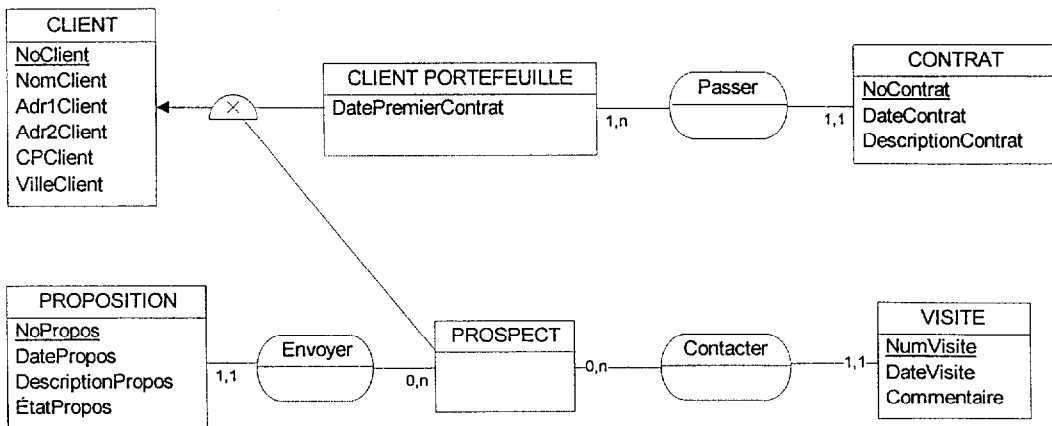 CLIENT
NoClient
NomClient
Adr1Client
Adr2Client
CPClient
VilleClient
X
CLIENT PORTEFEUILLE
DatePremierContrat
1,n
Passer
1,1
CONTRAT
NoContrat
DateContrat
DescriptionContrat
PROPOSITION
NoPropos
DatePropos
DescriptionPropos
ÉtatPropos
1,1
Envoyer
0,n
PROSPECT
0,n
Contacter
1,1
VISITE
NumVisite
DateVisite
Commentaire